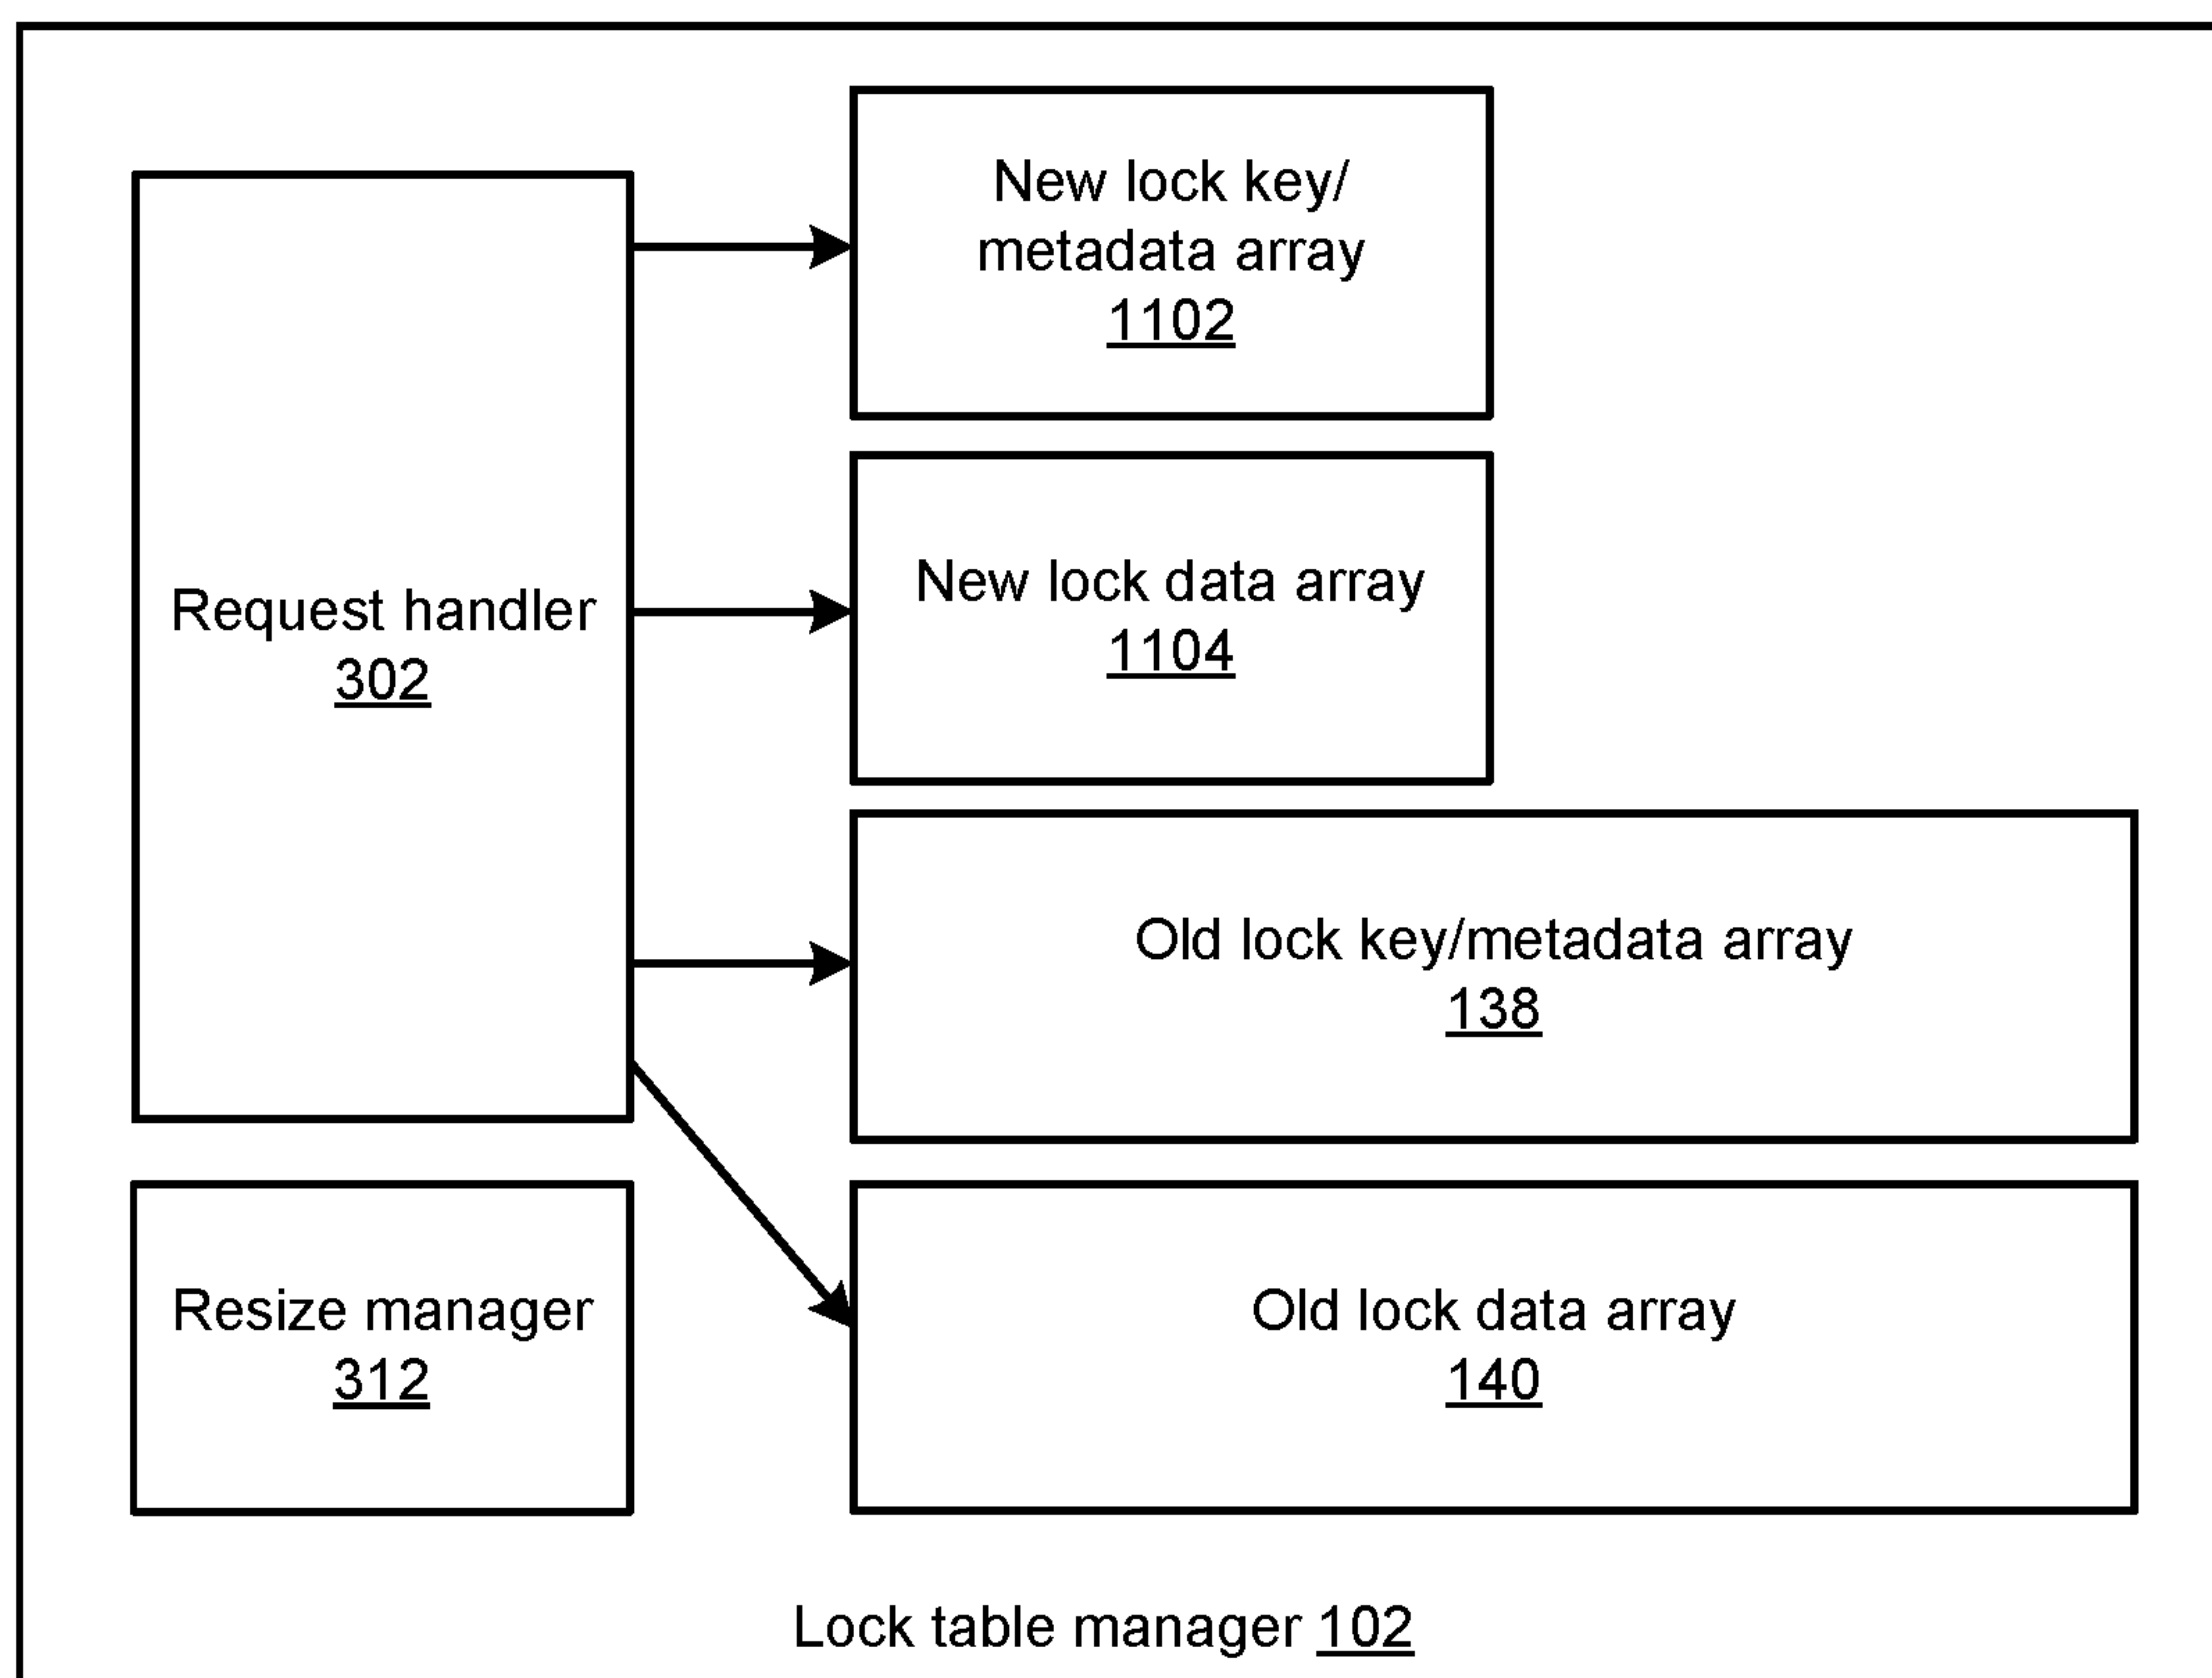 New lock key/
metadata array
1102
Request handler
302
New lock data array
1104
Old lock key/metadata array
138
Resize manager
312
Old lock data array
140
Lock table manager 102